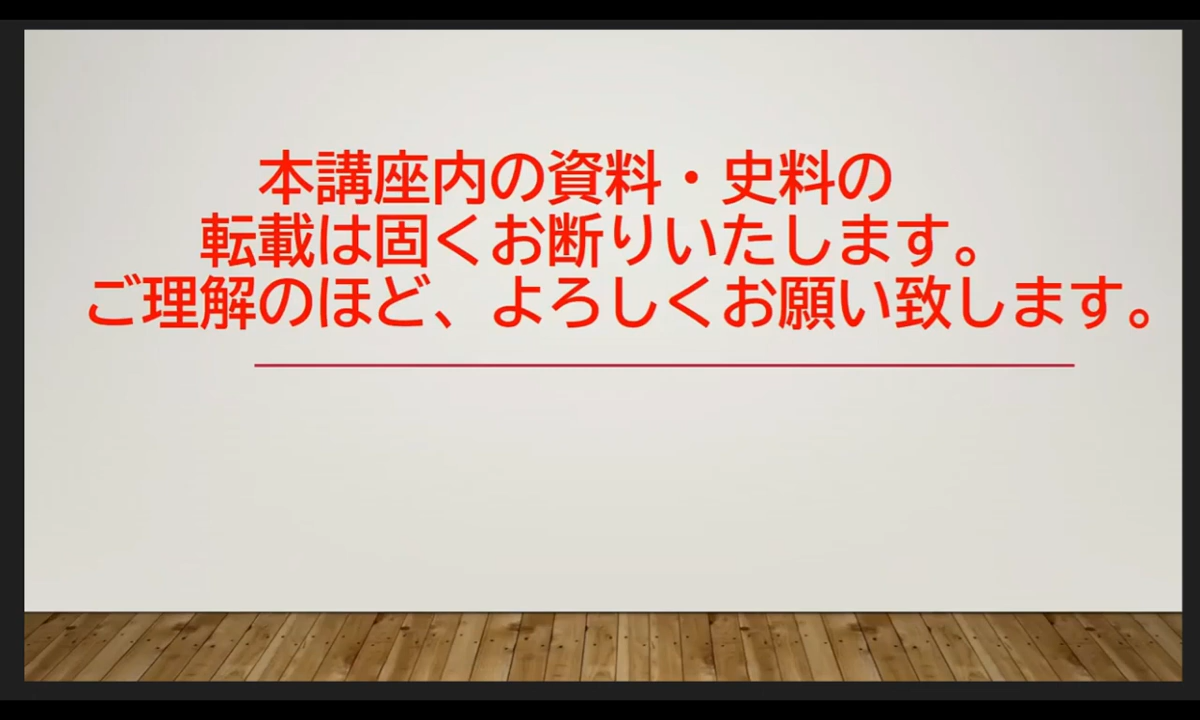 本講座内の資料・史料の
転載は固くお断りいたします。
ご理解のほど、よろしくお願い致します。